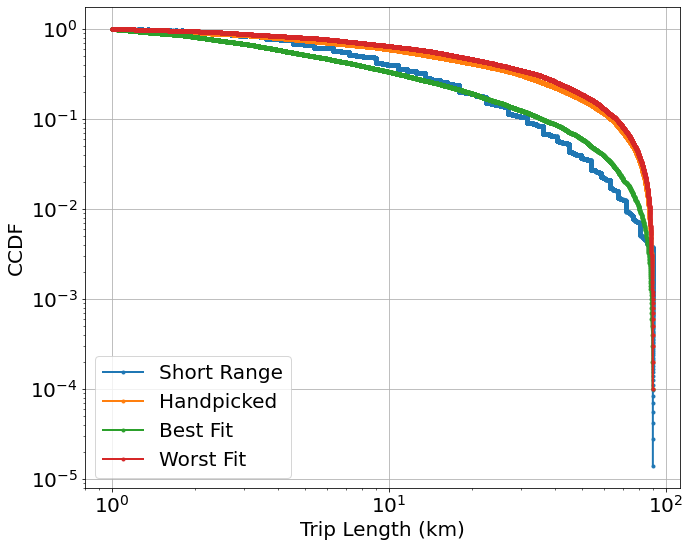 10⁰
10⁻¹
10⁻²
10⁻³
10⁻⁴
10⁻⁵
CCDF
Short Range
Handpicked
Best Fit
Worst Fit
10⁰ 10¹ 10²
Trip Length (km)